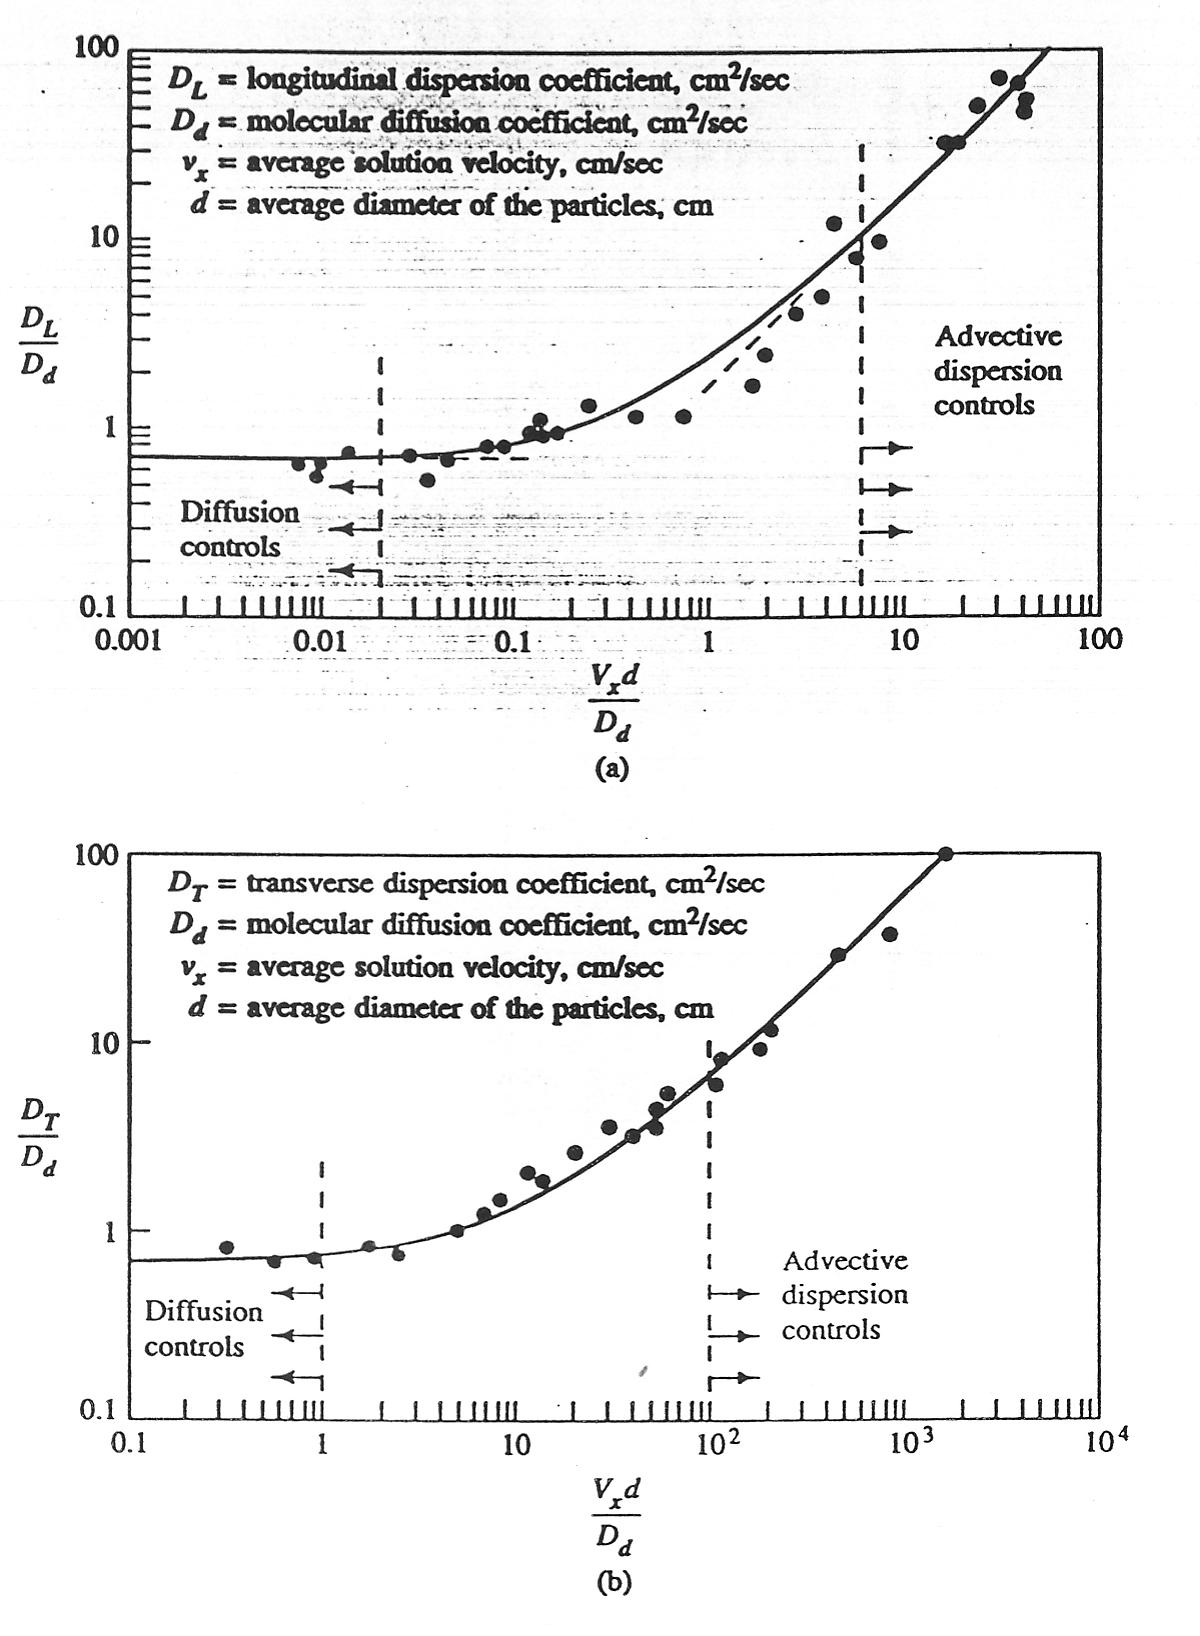 100
D_L = longitudinal dispersion coefficient, cm²/sec
D_d = molecular diffusion coefficient, cm²/sec
v_x = average solution velocity, cm/sec
d = average diameter of the particles, cm
10
D_L
D_d
Advective
dispersion
controls
1
Diffusion
controls
0.1
0.001 0.01 0.1 1 10 100
V_x d
D_d
(a)
100
D_T = transverse dispersion coefficient, cm²/sec
D_d = molecular diffusion coefficient, cm²/sec
v_x = average solution velocity, cm/sec
d = average diameter of the particles, cm
10
D_T
D_d
1
Advective
dispersion
controls
Diffusion
controls
0.1
0.1 1 10 10² 10³ 10⁴
V_x d
D_d
(b)